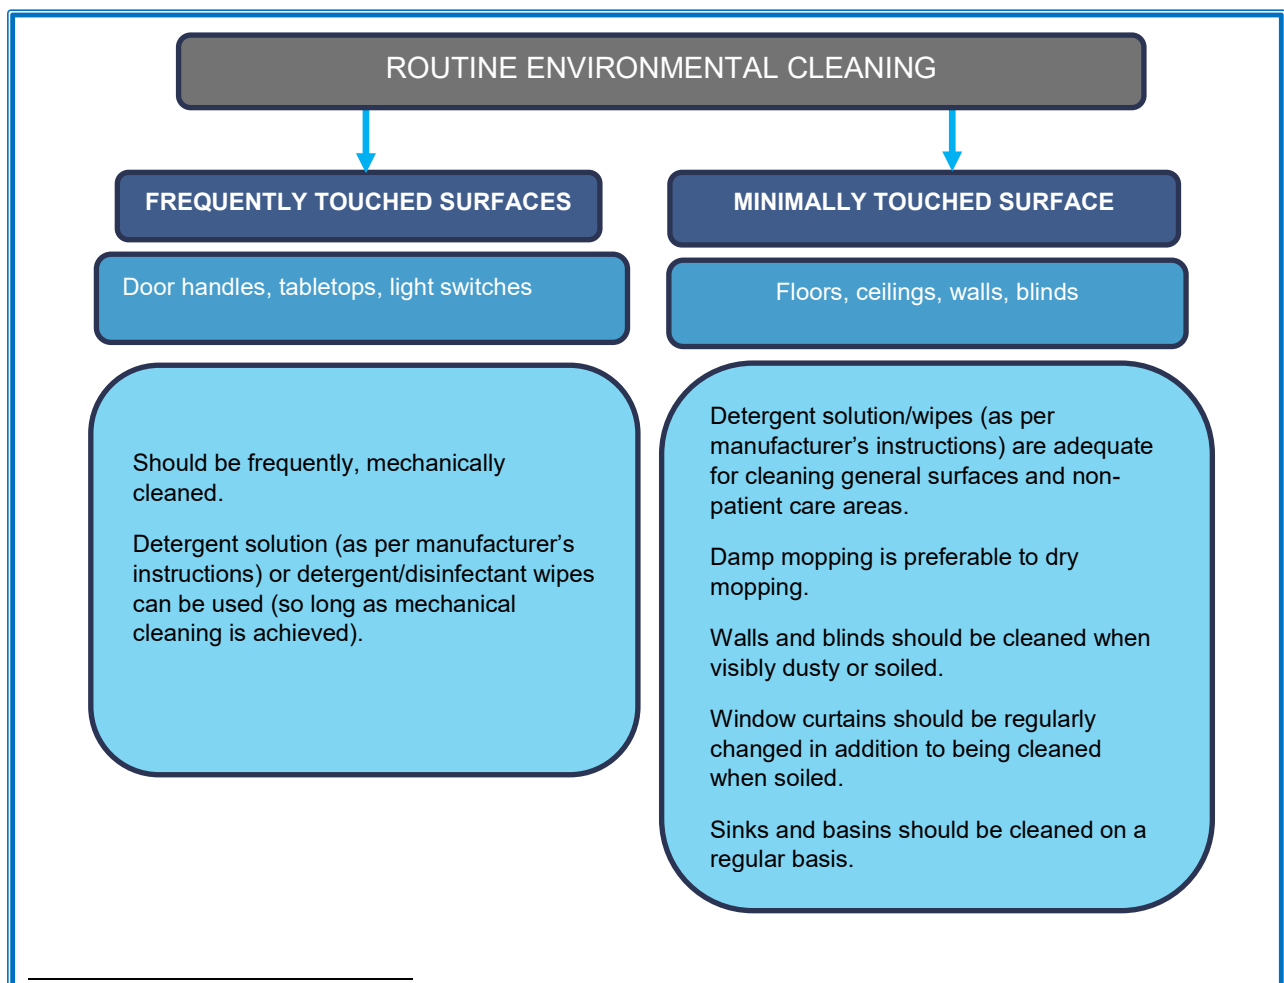 ROUTINE ENVIRONMENTAL CLEANING
FREQUENTLY TOUCHED SURFACES
Door handles, tabletops, light switches
Should be frequently, mechanically
cleaned.
Detergent solution (as per manufacturer’s
instructions) or detergent/disinfectant wipes
can be used (so long as mechanical
cleaning is achieved).
MINIMALLY TOUCHED SURFACE
Floors, ceilings, walls, blinds
Detergent solution/wipes (as per
manufacturer’s instructions) are adequate
for cleaning general surfaces and non-
patient care areas.
Damp mopping is preferable to dry
mopping.
Walls and blinds should be cleaned when
visibly dusty or soiled.
Window curtains should be regularly
changed in addition to being cleaned
when soiled.
Sinks and basins should be cleaned on a
regular basis.